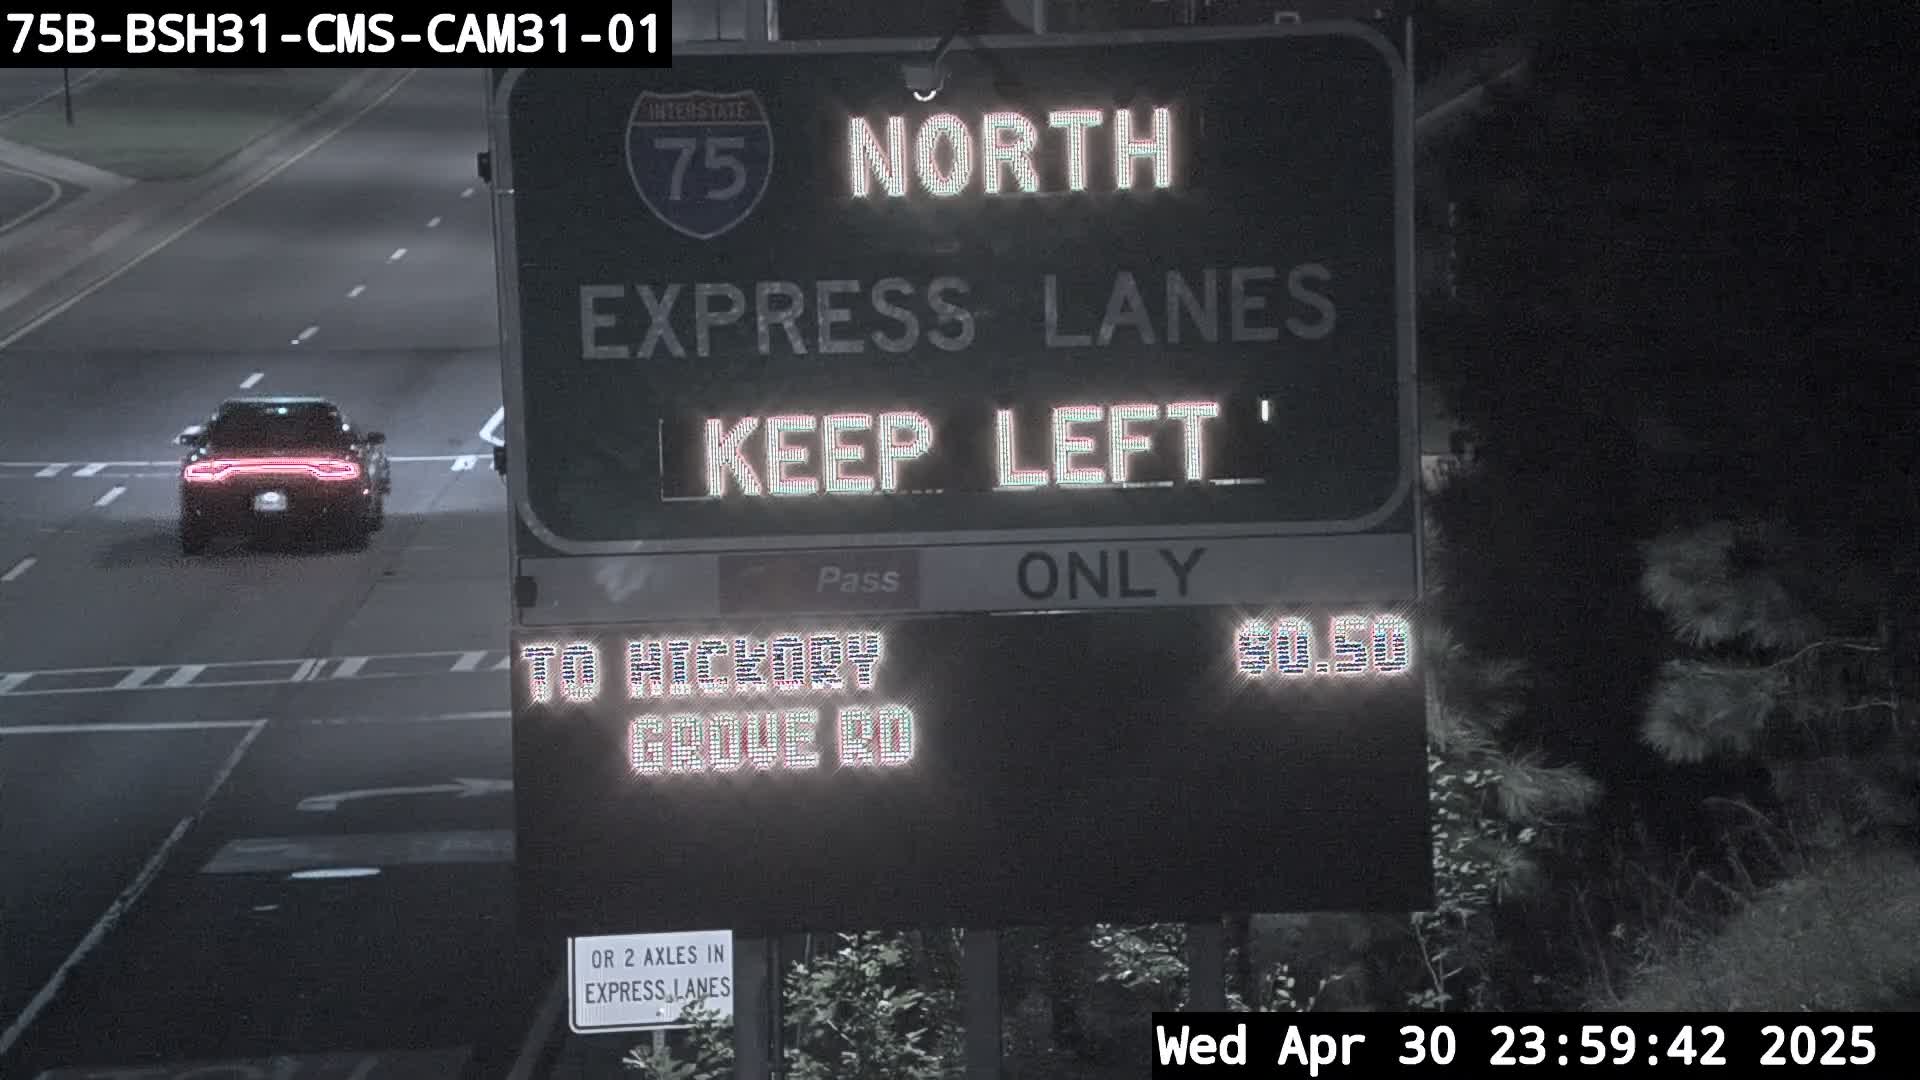 75B-BSH31-CMS-CAM31-01
INTERSTATE
75
NORTH
EXPRESS LANES
KEEP LEFT
Pass ONLY
TO HICKORY $0.50
GROVE RD
OR 2 AXLES IN
EXPRESS LANES
Wed Apr 30 23:59:42 2025